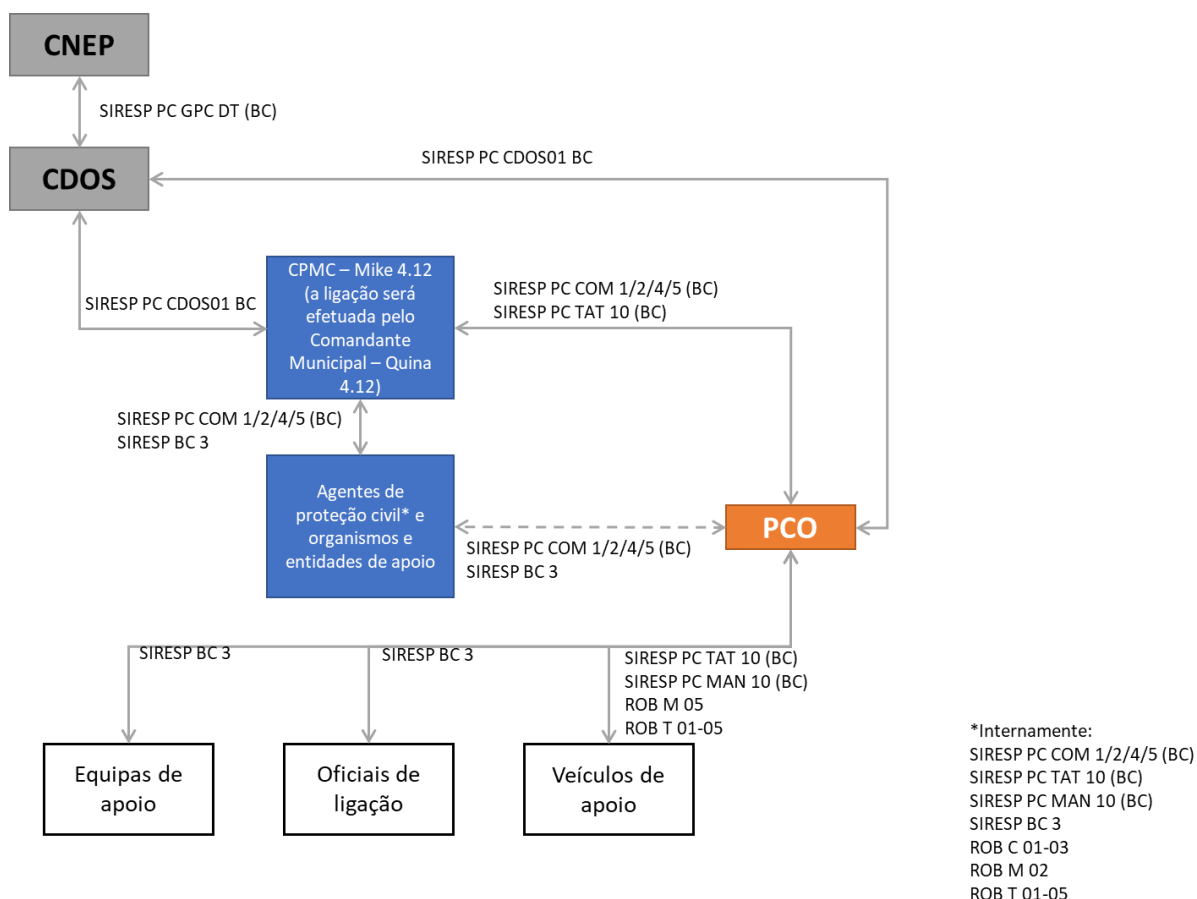 CNEP
SIRESP PC GPC DT (BC)
CDOS
SIRESP PC CDOS01 BC
SIRESP PC CDOS01 BC
CPMC – Mike 4.12
(a ligação será
efetuada pelo
Comandante
Municipal – Quina
4.12)
SIRESP PC COM 1/2/4/5 (BC)
SIRESP PC TAT 10 (BC)
SIRESP PC COM 1/2/4/5 (BC)
SIRESP BC 3
Agentes de
proteção civil* e
organismos e
entidades de apoio
PCO
SIRESP PC COM 1/2/4/5 (BC)
SIRESP BC 3
SIRESP BC 3
SIRESP BC 3
SIRESP PC TAT 10 (BC)
SIRESP PC MAN 10 (BC)
ROB M 05
ROB T 01-05
Equipas de
apoio
Oficiais de
ligação
Veículos de
apoio
*Internamente:
SIRESP PC COM 1/2/4/5 (BC)
SIRESP PC TAT 10 (BC)
SIRESP PC MAN 10 (BC)
SIRESP BC 3
ROB C 01-03
ROB M 02
ROB T 01-05